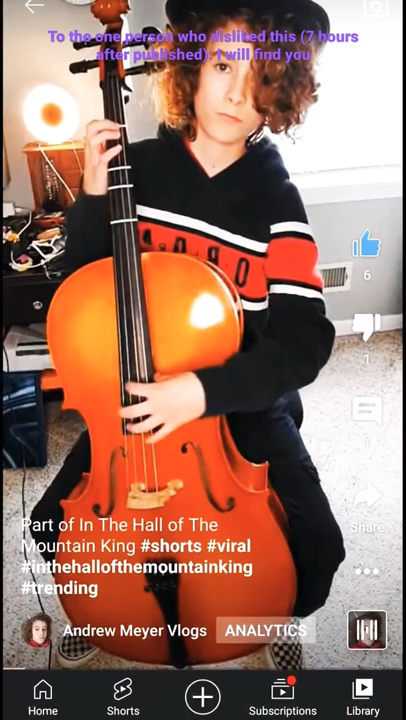 To the one person who disliked this (7 hours
after published): I will find you
6
1
Part of In The Hall of The
Mountain King #shorts #viral
#inthehallofthemountainking
#trending
Share
Andrew Meyer Vlogs
ANALYTICS
Home
Shorts
Subscriptions
Library